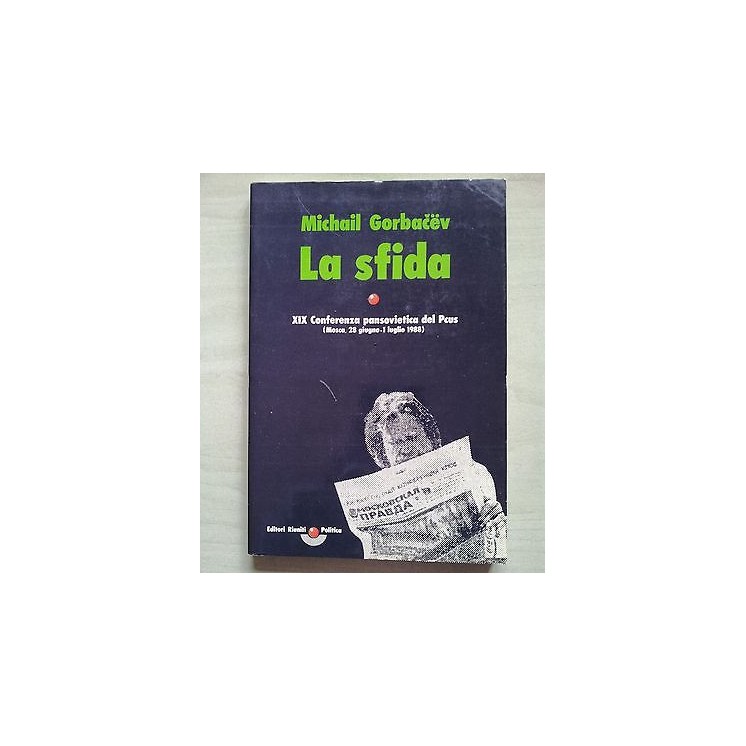 Michail Gorbačëv
La sfida
XIX Conferenza pansovietica del Pcus
(Mosca, 28 giugno-1 luglio 1988)
МОСКОВСКАЯ
ПРАВДА
Editori Riuniti Politica